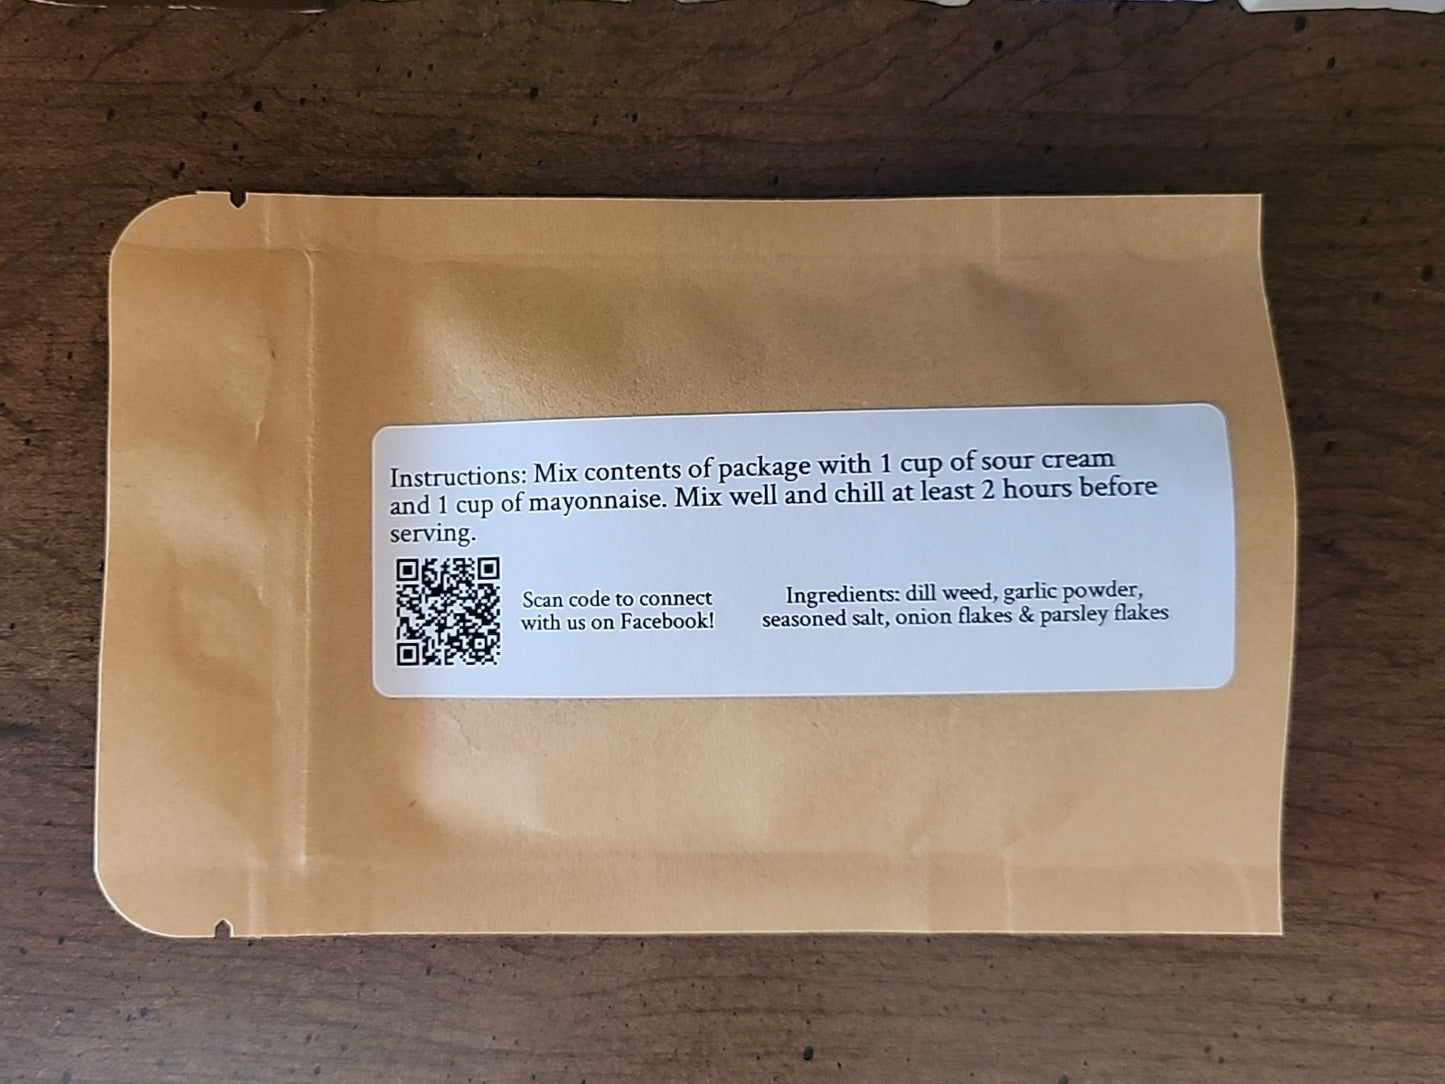 Instructions: Mix contents of package with 1 cup of sour cream
and 1 cup of mayonnaise. Mix well and chill at least 2 hours before
serving.
Scan code to connect
with us on Facebook!
Ingredients: dill weed, garlic powder,
seasoned salt, onion flakes & parsley flakes